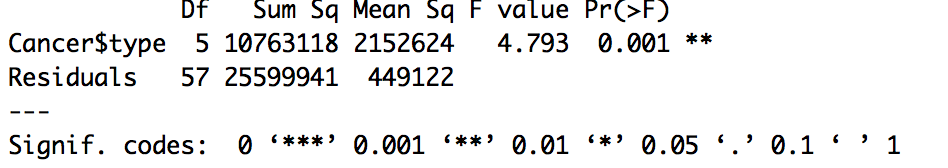 Df Sum Sq Mean Sq F value Pr(>F)
Cancer$type 5 10763118 2152624 4.793 0.001 **
Residuals 57 25599941 449122
---
Signif. codes: 0 ‘***’ 0.001 ‘**’ 0.01 ‘*’ 0.05 ‘.’ 0.1 ‘ ’ 1